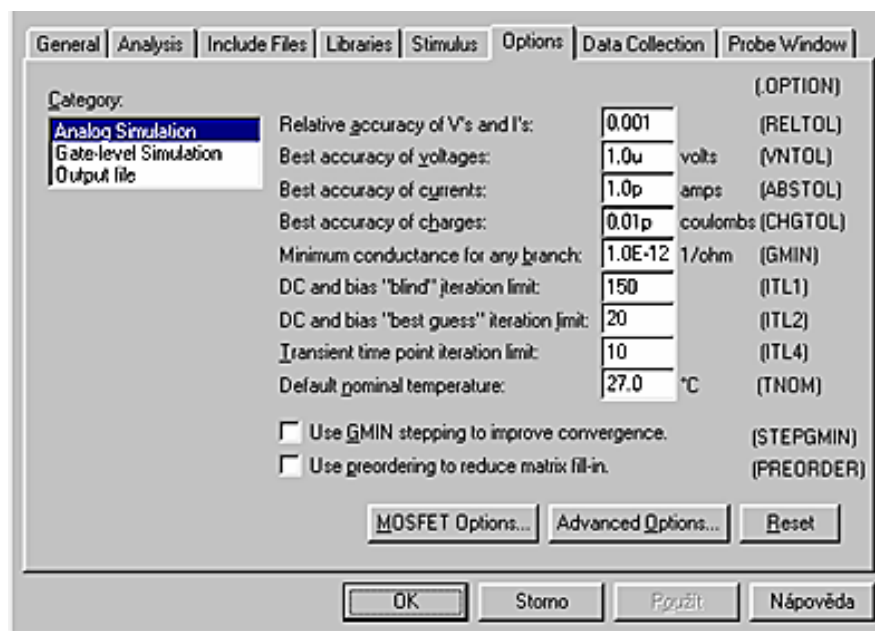 General Analysis Include Files Libraries Stimulus Options Data Collection Probe Window
(.OPTION)
Category:
Analog Simulation
Gate-level Simulation
Output file
Relative accuracy of V's and I's: 0.001 (RELTOL)
Best accuracy of voltages: 1.0u volts (VNTOL)
Best accuracy of currents: 1.0p amps (ABSTOL)
Best accuracy of charges: 0.01p coulombs (CHGTOL)
Minimum conductance for any branch: 1.0E-12 1/ohm (GMIN)
DC and bias "blind" iteration limit: 150 (ITL1)
DC and bias "best guess" iteration limit: 20 (ITL2)
Transient time point iteration limit: 10 (ITL4)
Default nominal temperature: 27.0 °C (TNOM)
Use GMIN stepping to improve convergence. (STEPGMIN)
Use preordering to reduce matrix fill-in. (PREORDER)
MOSFET Options... Advanced Options... Reset
OK Storno Použít Nápověda